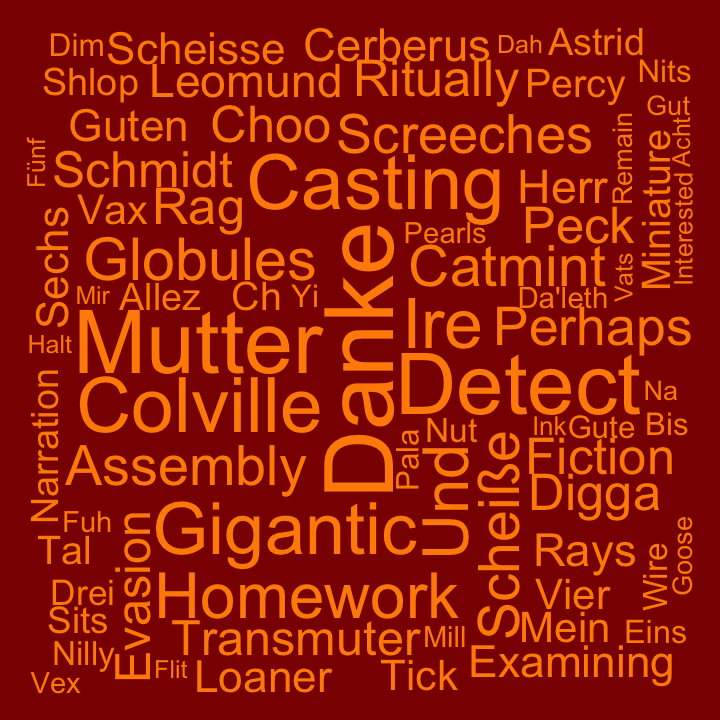 Dim
Scheisse
Cerberus
Dah
Astrid
Shlop
Leomund
Ritually
Percy
Nits
Guten
Choo
Screeches
Gut
Fünf
Schmidt
Casting
Herr
Remain
Miniature
Acht
Vax
Rag
Pearls
Peck
Interested
Sechs
Globules
Danke
Catmint
Vats
Mir
Allez
Ch
Yi
Da'leth
Halt
Mutter
Ire
Perhaps
Colville
Detect
Na
Narration
Assembly
Pala
Nut
Ink
Gute
Bis
Und
Scheiße
Fiction
Digga
Fuh
Tal
Evasion
Gigantic
Rays
Wire
Goose
Drei
Sits
Homework
Vier
Nilly
Transmuter
Mill
Mein
Eins
Vex
Flit
Loaner
Tick
Examining